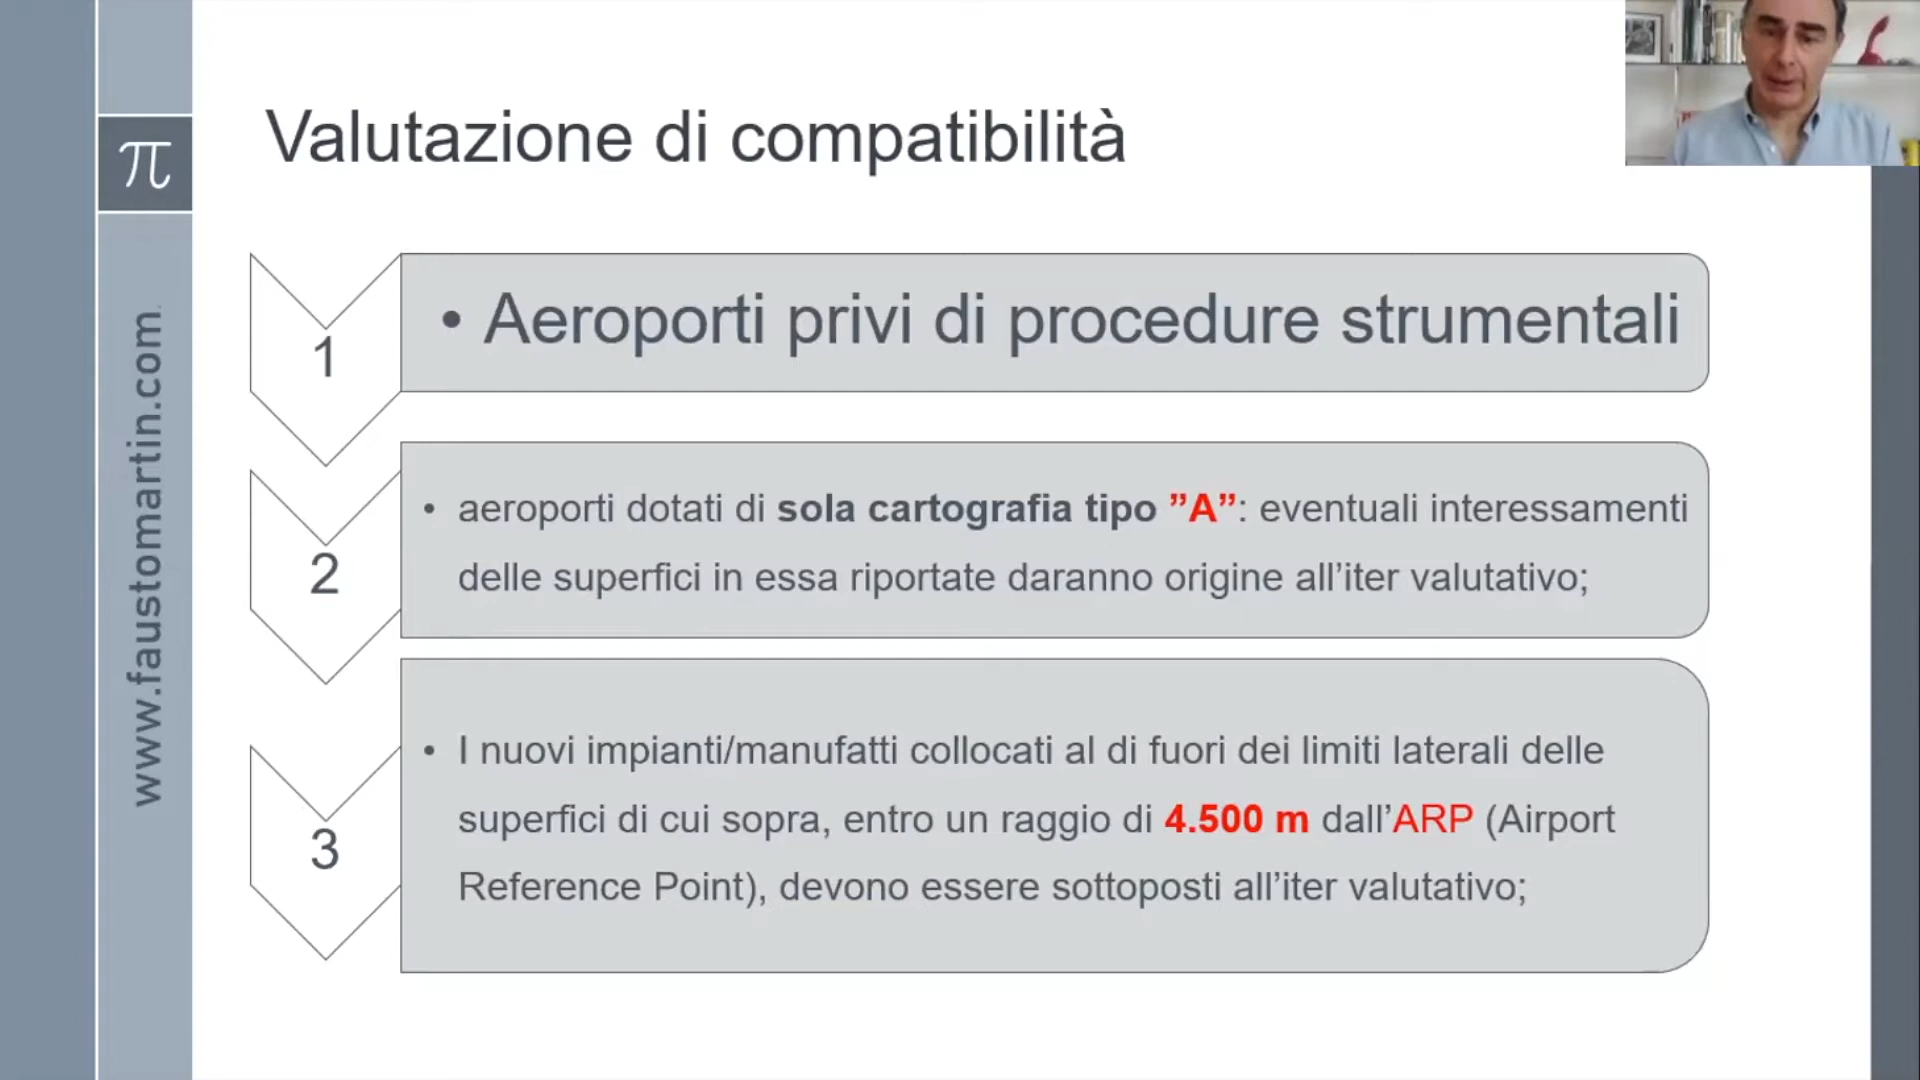 Valutazione di compatibilità
π
www.faustomartin.com
1
• Aeroporti privi di procedure strumentali
2
• aeroporti dotati di sola cartografia tipo ”A”: eventuali interessamenti
delle superfici in essa riportate daranno origine all’iter valutativo;
3
• I nuovi impianti/manufatti collocati al di fuori dei limiti laterali delle
superfici di cui sopra, entro un raggio di 4.500 m dall’ARP (Airport
Reference Point), devono essere sottoposti all’iter valutativo;